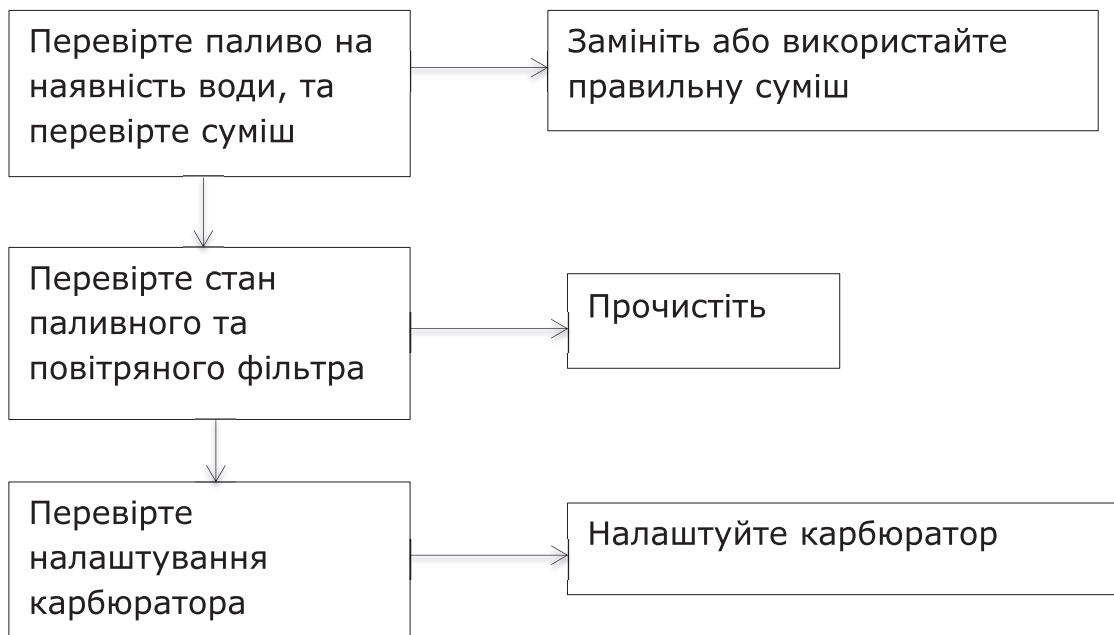 Перевірте паливо на
наявність води, та
перевірте суміш
Замініть або використайте
правильну суміш
Перевірте стан
паливного та
повітряного фільтра
Прочистіть
Перевірте
налаштування
карбюратора
Налаштуйте карбюратор